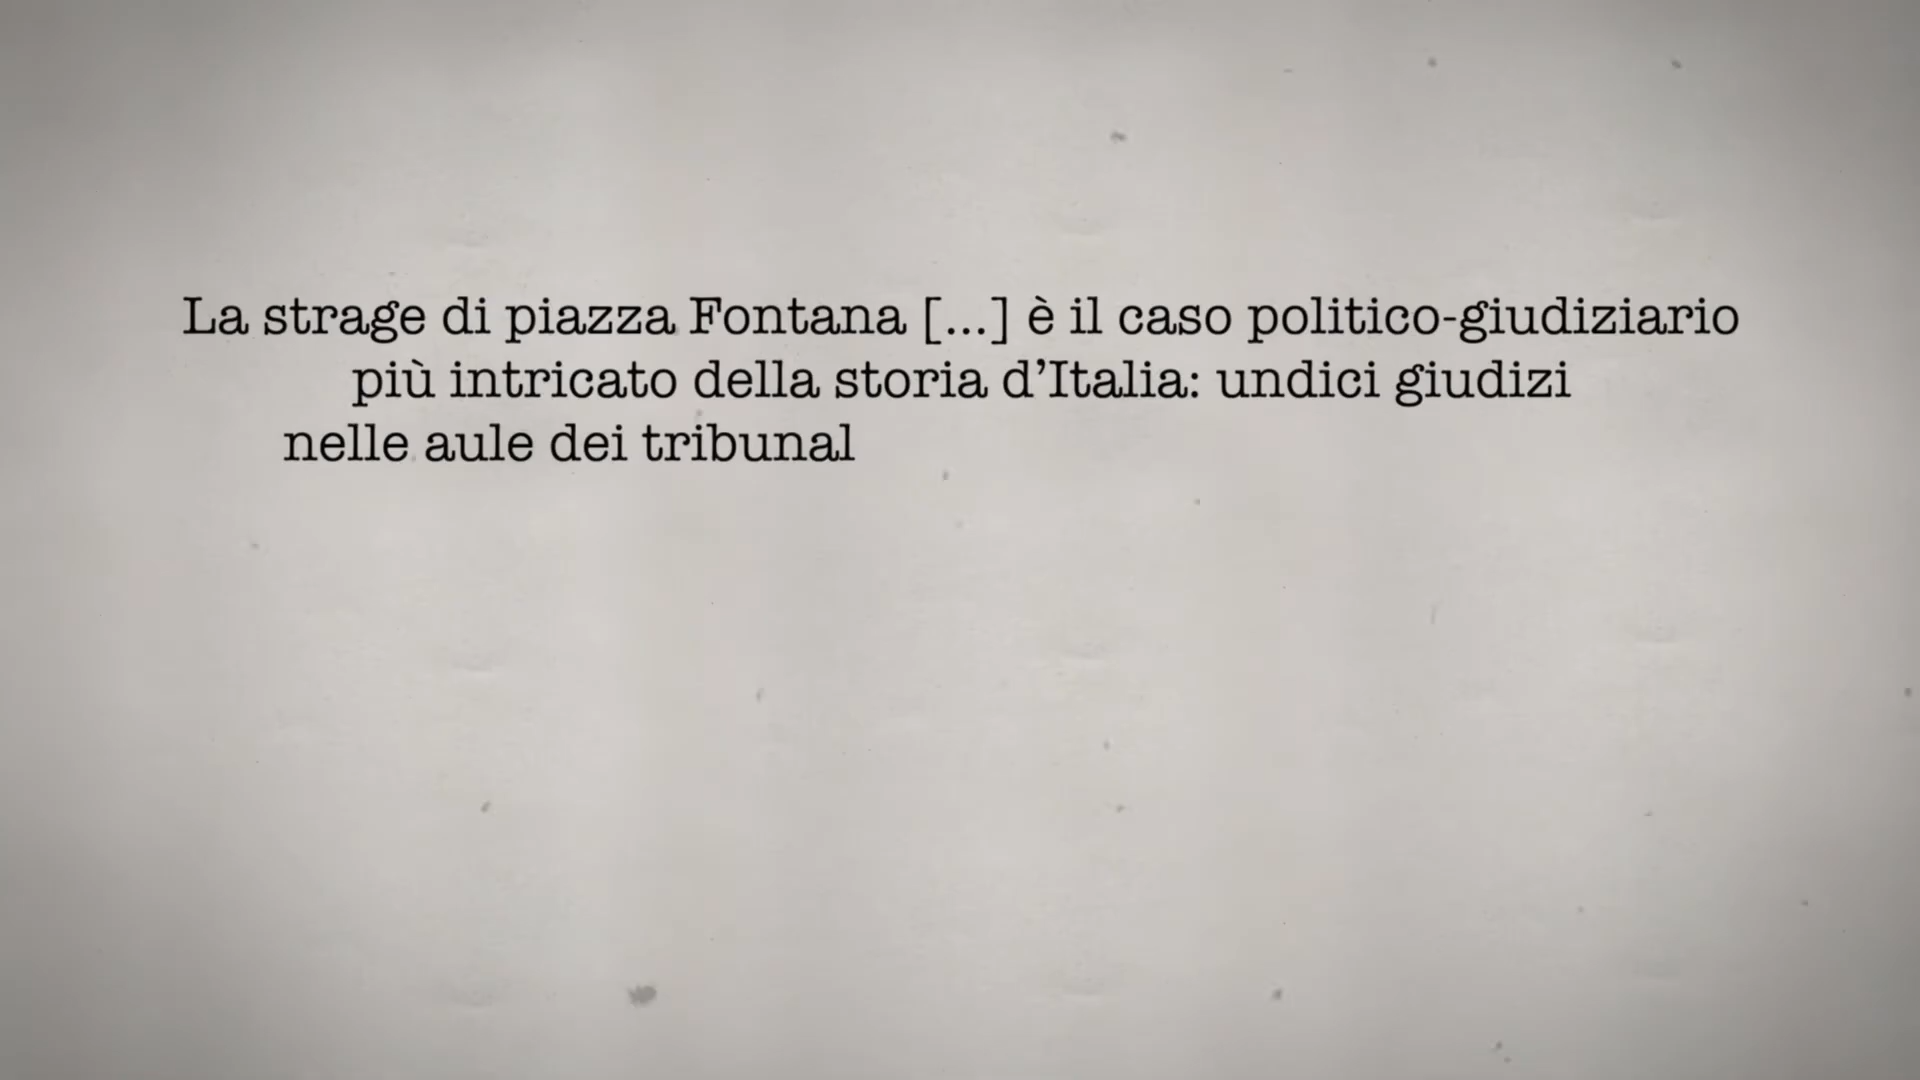 La strage di piazza Fontana [...] è il caso politico-giudiziario
più intricato della storia d’Italia: undici giudizi
nelle aule dei tribunal